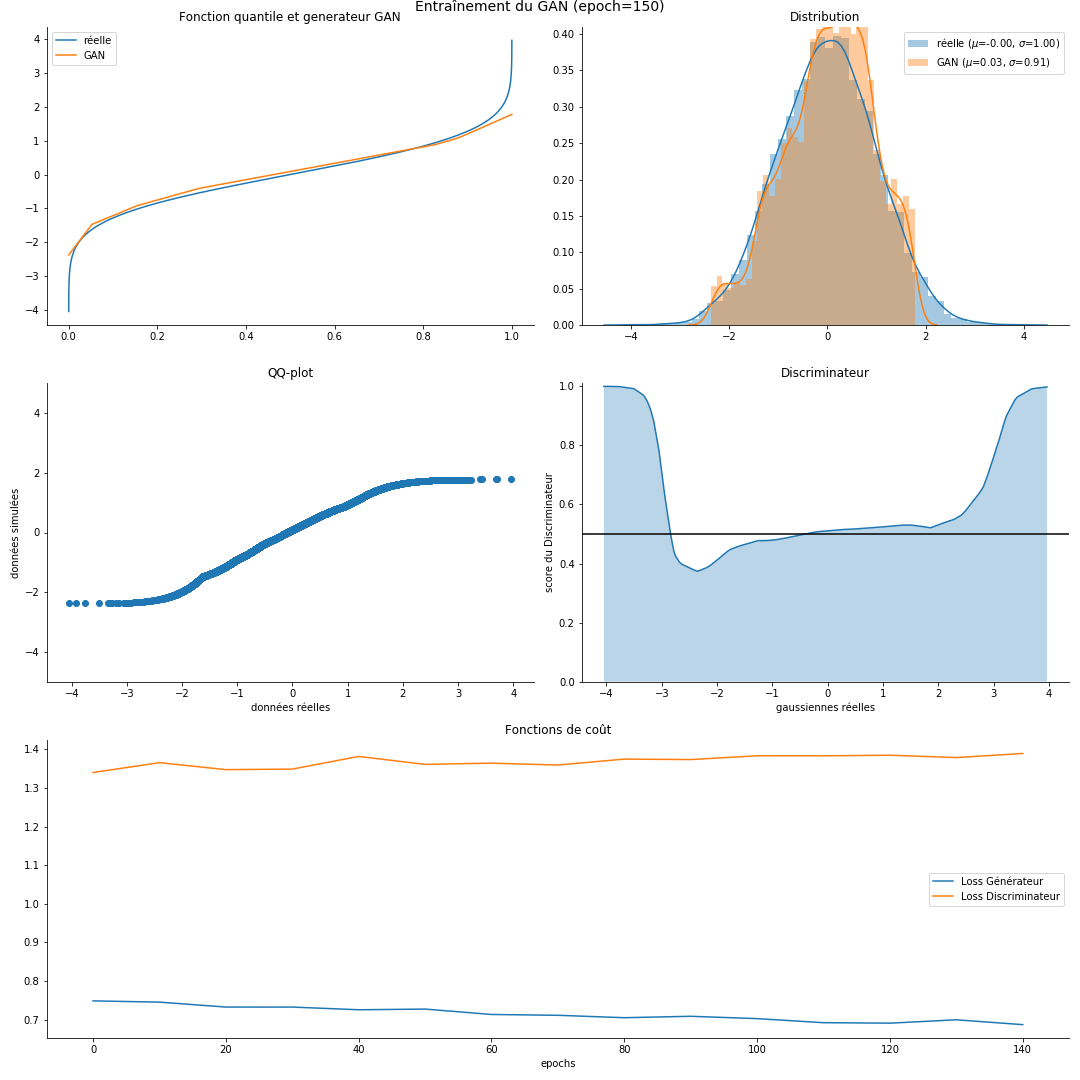 Entraînement du GAN (epoch=150)
Fonction quantile et generateur GAN
réelle
GAN
4
3
2
1
0
−1
−2
−3
−4
0.0 0.2 0.4 0.6 0.8 1.0
Distribution
réelle (μ=-0.00, σ=1.00)
GAN (μ=0.03, σ=0.91)
0.40
0.35
0.30
0.25
0.20
0.15
0.10
0.05
0.00
−4 −2 0 2 4
QQ-plot
données simulées
4
2
0
−2
−4
−4 −3 −2 −1 0 1 2 3 4
données réelles
Discriminateur
score du Discriminateur
1.0
0.8
0.6
0.4
0.2
0.0
−4 −3 −2 −1 0 1 2 3 4
gaussiennes réelles
Fonctions de coût
1.4
1.3
1.2
1.1
1.0
0.9
0.8
0.7
Loss Générateur
Loss Discriminateur
0 20 40 60 80 100 120 140
epochs